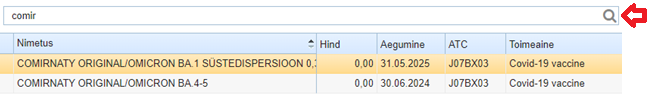 comir
Nimetus Hind Aegumine ATC Toimeaine
COMIRNATY ORIGINAL/OMICRON BA.1 SÜSTEDISPERSIOON 0, 0,00 31.05.2025 J07BX03 Covid-19 vaccine
COMIRNATY ORIGINAL/OMICRON BA.4-5 0,00 30.06.2024 J07BX03 Covid-19 vaccine